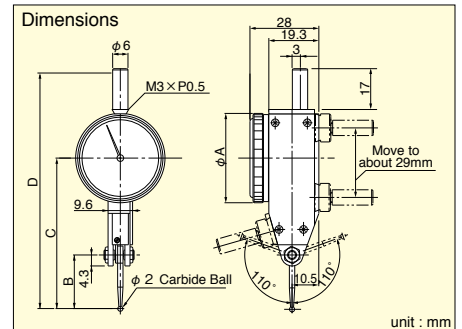 Dimensions
28
19.3
3
φ6
M3×P0.5
17
φA
Move to
about 29mm
D
C
9.6
B
4.3
φ2 Carbide Ball
10.5
110°
110°
unit : mm